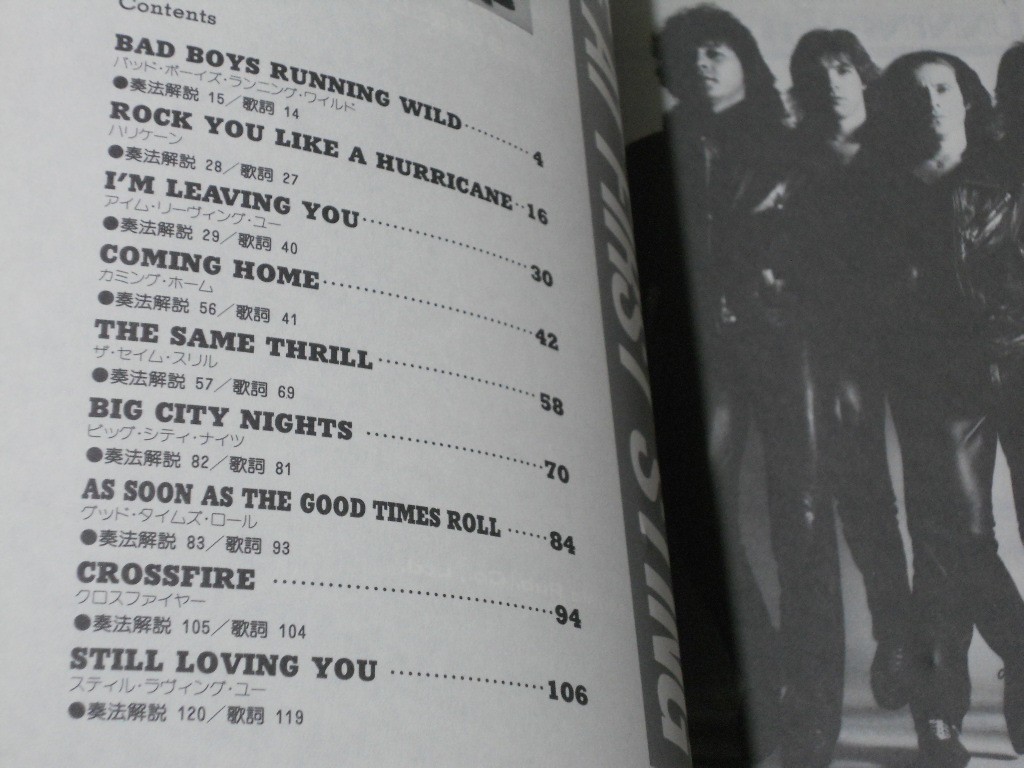 Contents
BAD BOYS RUNNING WILD ········ 4
バッド・ボーイズ・ランニング・ワイルド
●奏法解説 15／歌詞 14
ROCK YOU LIKE A HURRICANE ·· 16
ハリケーン
●奏法解説 28／歌詞 27
I'M LEAVING YOU ···················· 30
アイム・リーヴィング・ユー
●奏法解説 29／歌詞 40
COMING HOME ························ 42
カミング・ホーム
●奏法解説 56／歌詞 41
THE SAME THRILL ··················· 58
ザ・セイム・スリル
●奏法解説 57／歌詞 69
BIG CITY NIGHTS ···················· 70
ビッグ・シティ・ナイツ
●奏法解説 82／歌詞 81
AS SOON AS THE GOOD TIMES ROLL ······ 84
グッド・タイムズ・ロール
●奏法解説 83／歌詞 93
CROSSFIRE ······························ 94
クロスファイヤー
●奏法解説 105／歌詞 104
STILL LOVING YOU ·················· 106
スティル・ラヴィング・ユー
●奏法解説 120／歌詞 119
AT FIRST STING